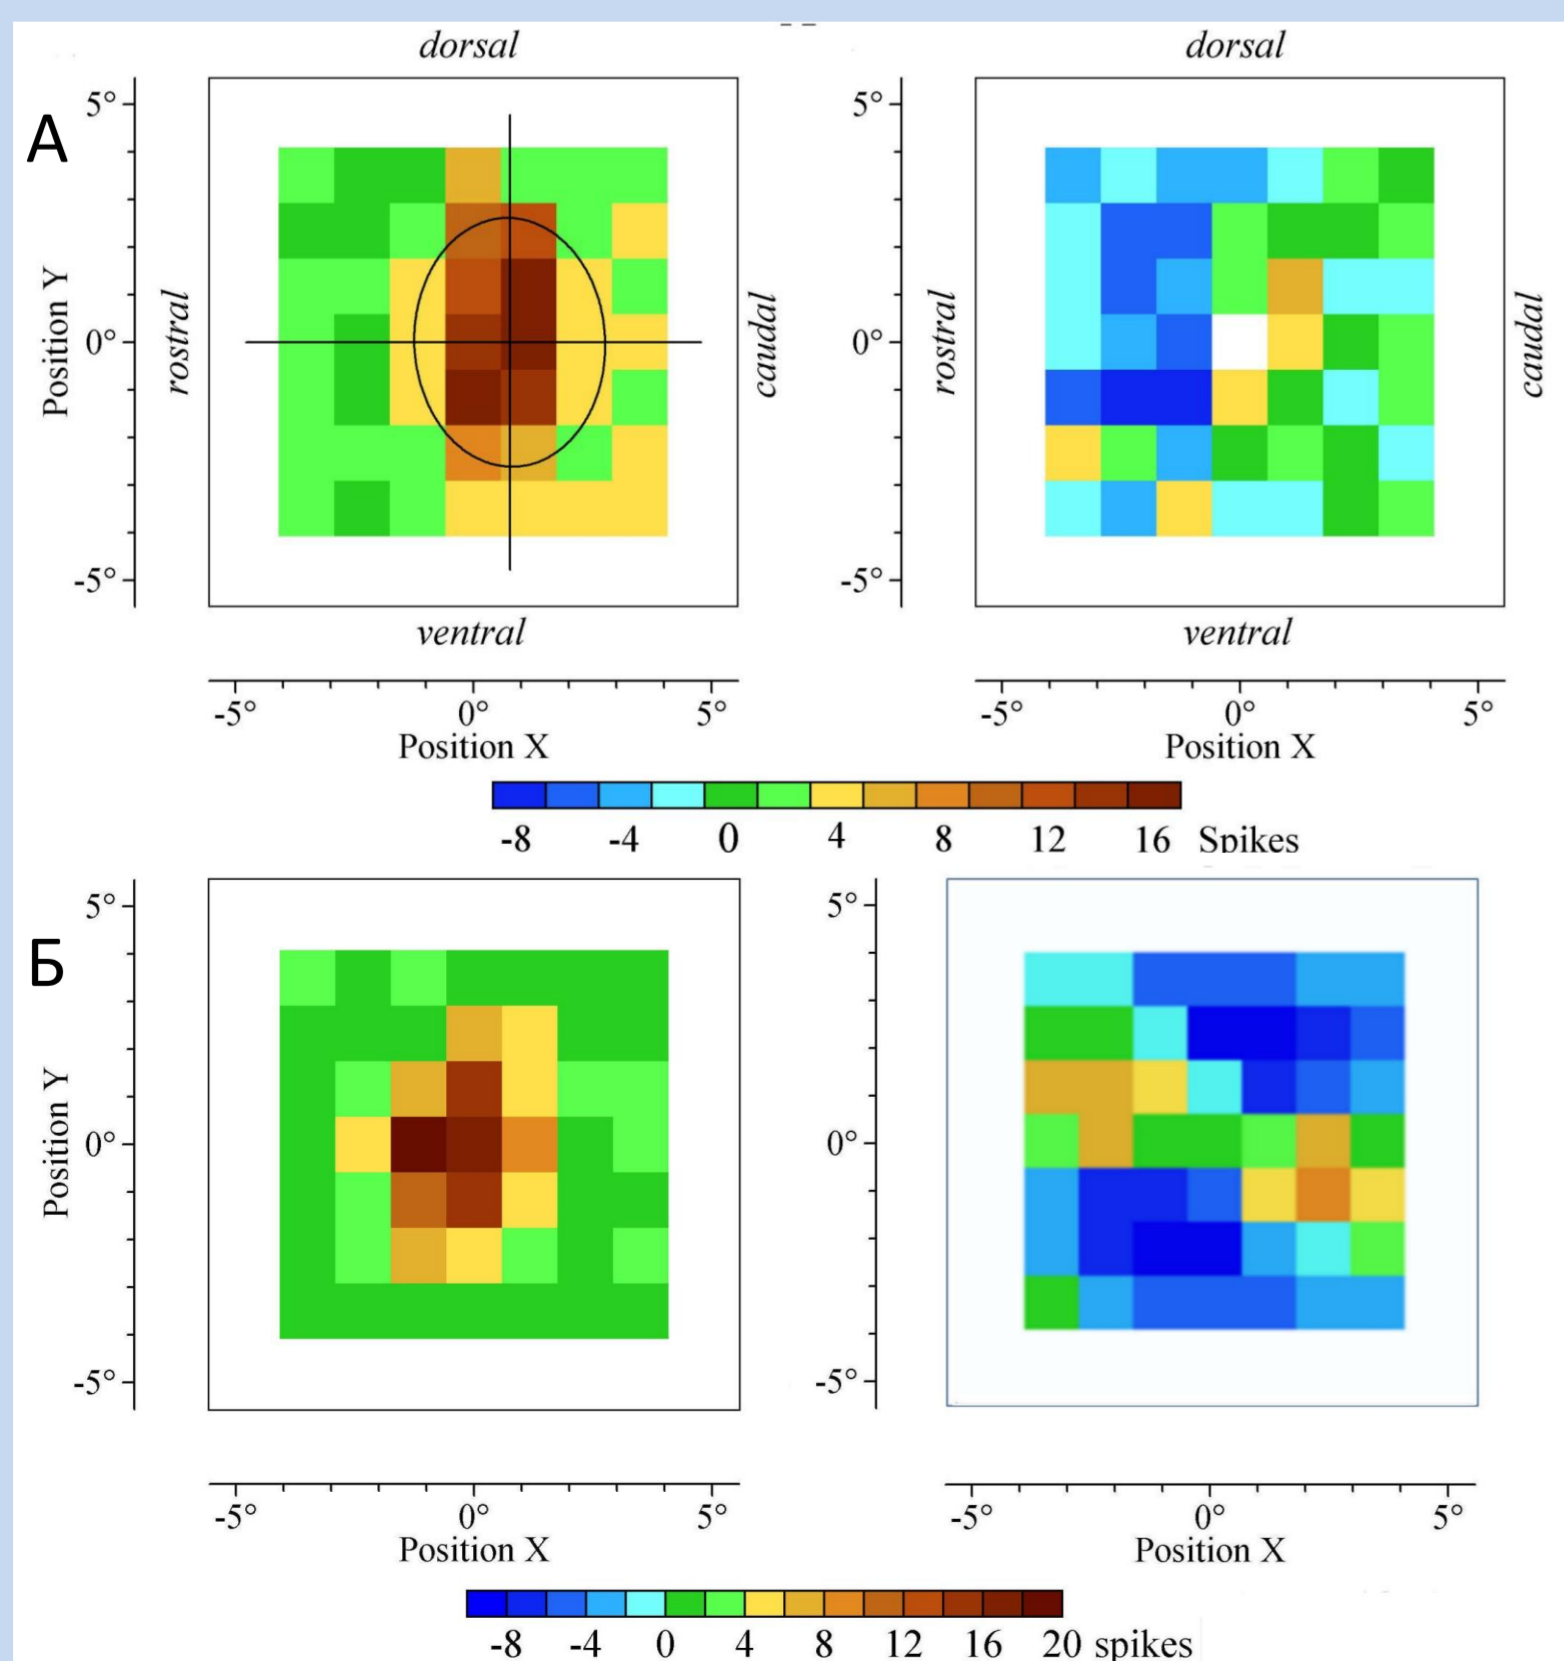 dorsal
dorsal
А
5°
0°
-5°
Position Y
rostral
caudal
5°
0°
-5°
rostral
caudal
ventral
ventral
-5° 0° 5°
Position X
-5° 0° 5°
Position X
-8 -4 0 4 8 12 16 Spikes
Б
5°
0°
-5°
Position Y
5°
0°
-5°
-5° 0° 5°
Position X
-5° 0° 5°
Position X
-8 -4 0 4 8 12 16 20 spikes